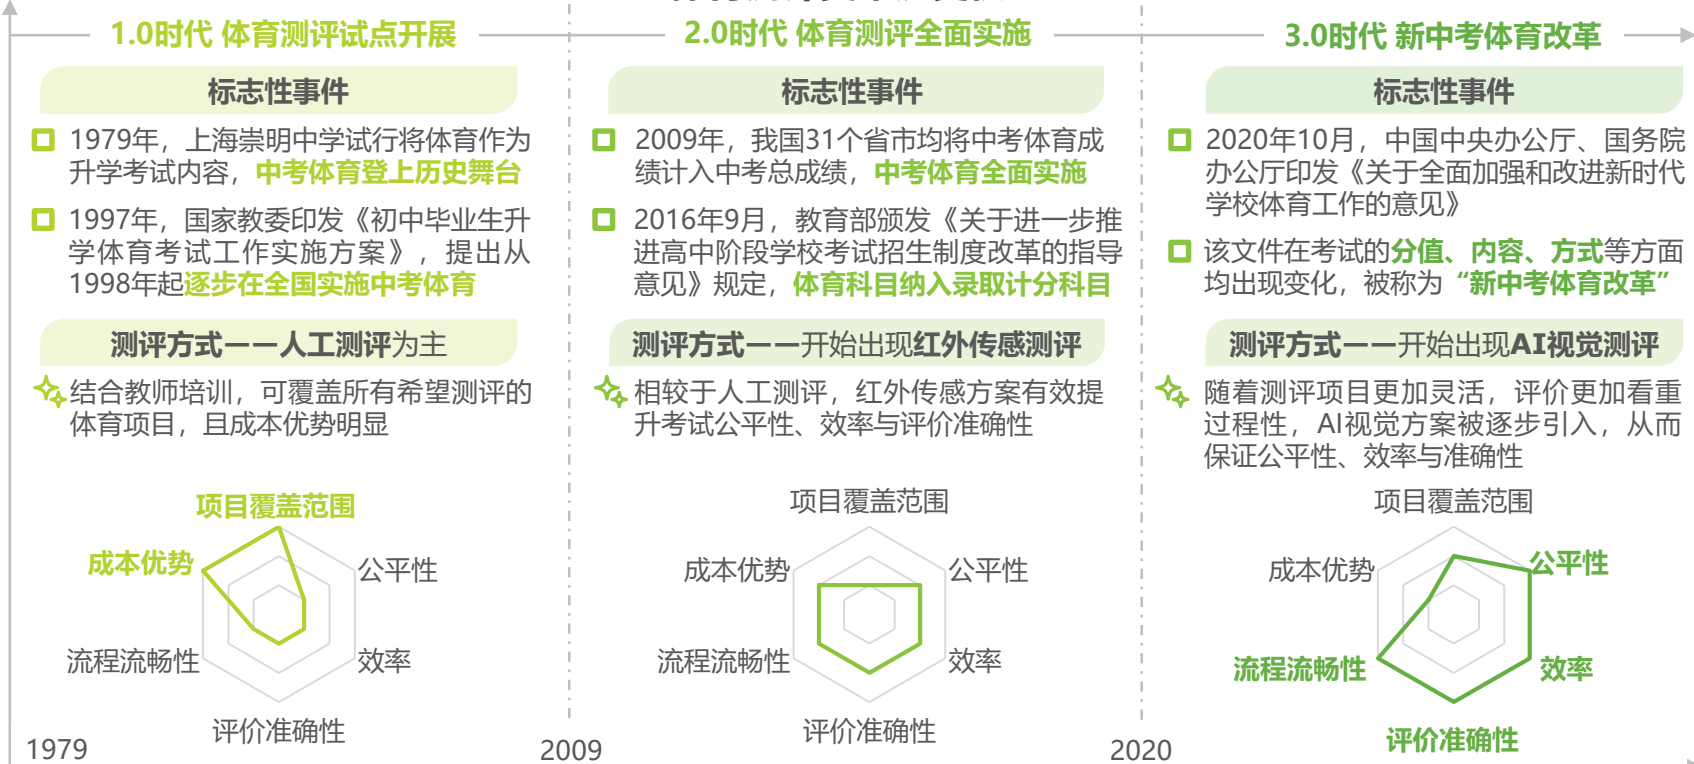 1.0时代 体育测评试点开展
标志性事件
1979年，上海崇明中学试行将体育作为
升学考试内容，中考体育登上历史舞台
1997年，国家教委印发《初中毕业生升
学体育考试工作实施方案》，提出从
1998年起逐步在全国实施中考体育
测评方式一一人工测评为主
结合教师培训，可覆盖所有希望测评的
体育项目，且成本优势明显
项目覆盖范围
成本优势
公平性
流程流畅性
效率
评价准确性
1979
2.0时代 体育测评全面实施
标志性事件
2009年，我国31个省市均将中考体育成
绩计入中考总成绩，中考体育全面实施
2016年9月，教育部颁发《关于进一步推
进高中阶段学校考试招生制度改革的指导
意见》规定，体育科目纳入录取计分科目
测评方式一一开始出现红外传感测评
相较于人工测评，红外传感方案有效提
升考试公平性、效率与评价准确性
项目覆盖范围
成本优势
公平性
流程流畅性
效率
评价准确性
2009
3.0时代 新中考体育改革
标志性事件
2020年10月，中国中央办公厅、国务院
办公厅印发《关于全面加强和改进新时代
学校体育工作的意见》
该文件在考试的分值、内容、方式等方面
均出现变化，被称为“新中考体育改革”
测评方式一一开始出现AI视觉测评
随着测评项目更加灵活，评价更加看重
过程性，AI视觉方案被逐步引入，从而
保证公平性、效率与准确性
项目覆盖范围
成本优势
公平性
流程流畅性
效率
评价准确性
2020